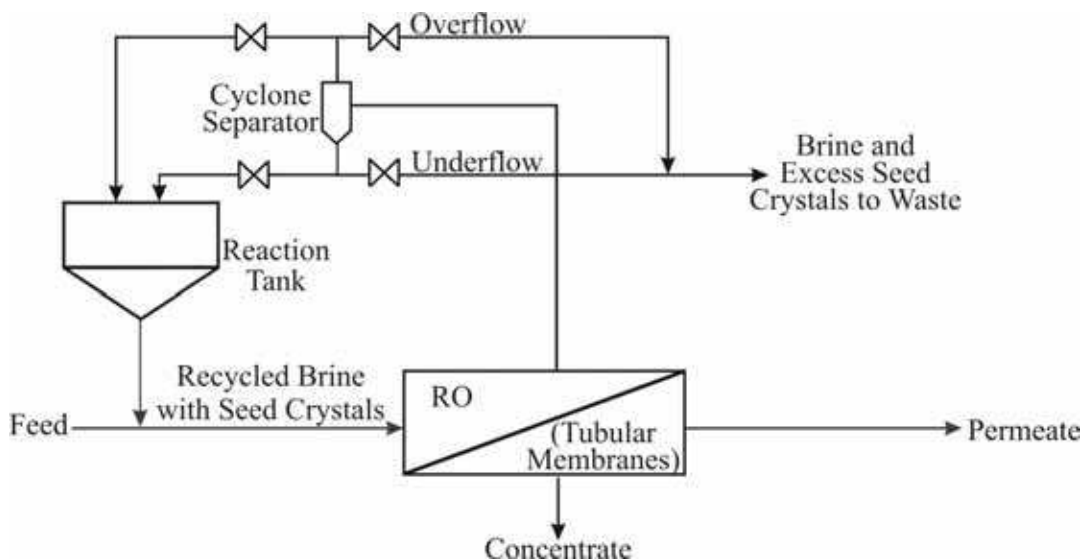 Overflow
Cyclone
Separator
Underflow
Brine and
Excess Seed
Crystals to Waste
Reaction
Tank
Recycled Brine
with Seed Crystals
Feed
RO
(Tubular
Membranes)
Permeate
Concentrate